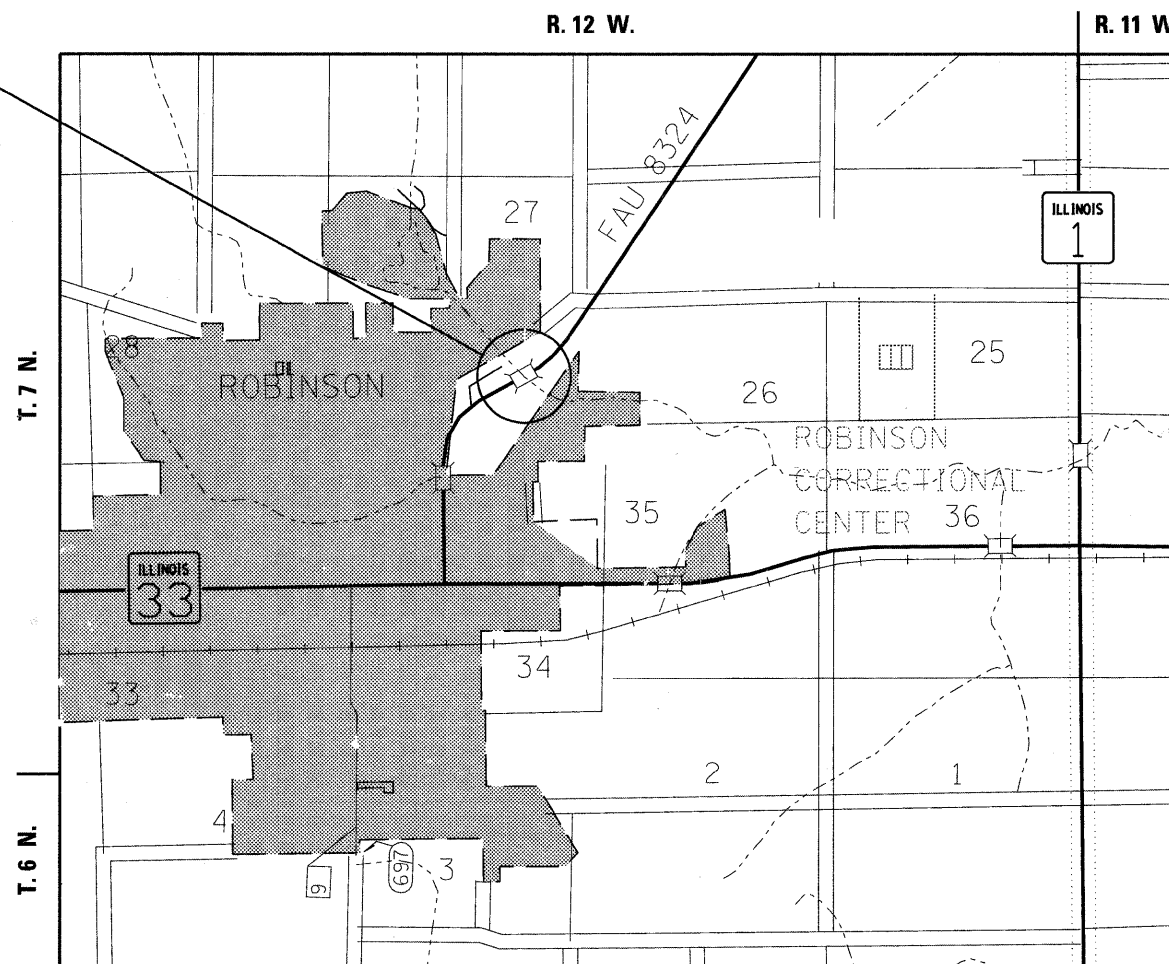 R. 12 W.
R. 11 W
FAU 8324
27
ILLINOIS
1
T. 7 N.
28
ROBINSON
25
26
ROBINSON
CORRECTIONAL
CENTER
36
35
ILLINOIS
33
34
33
2
1
4
T. 6 N.
9
697
3